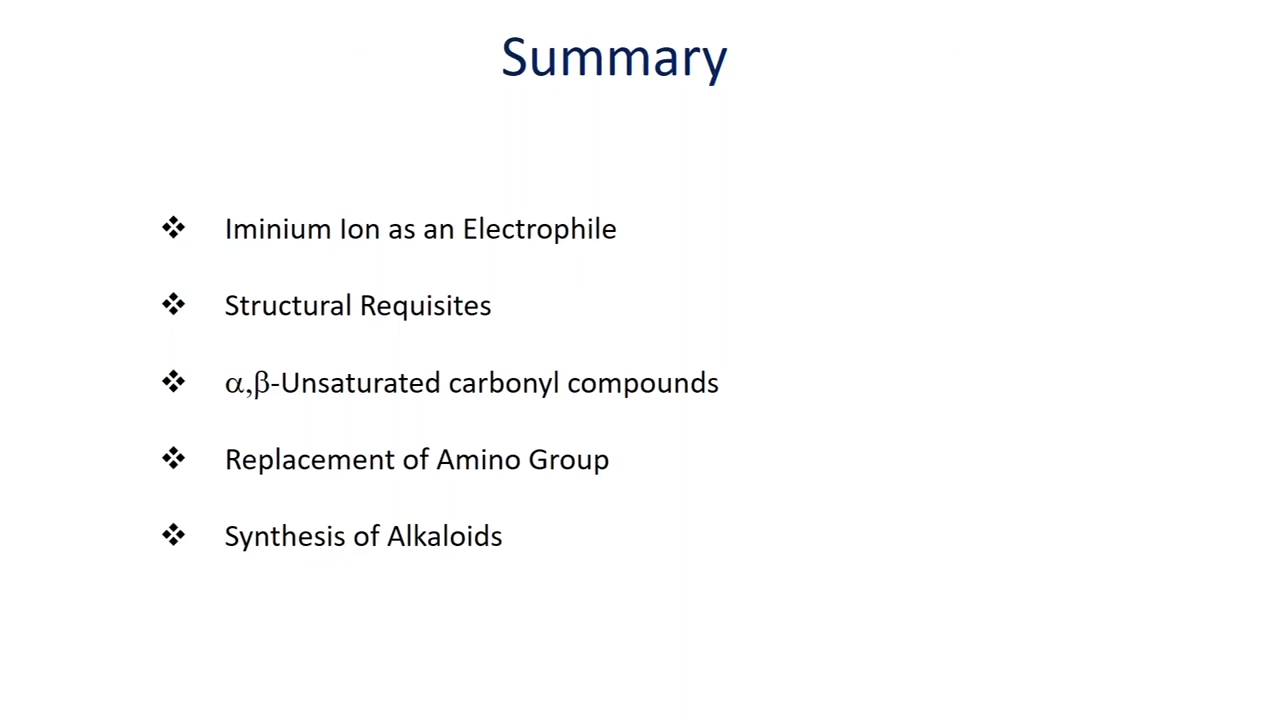 Summary
❖ Iminium Ion as an Electrophile
❖ Structural Requisites
❖ α,β-Unsaturated carbonyl compounds
❖ Replacement of Amino Group
❖ Synthesis of Alkaloids